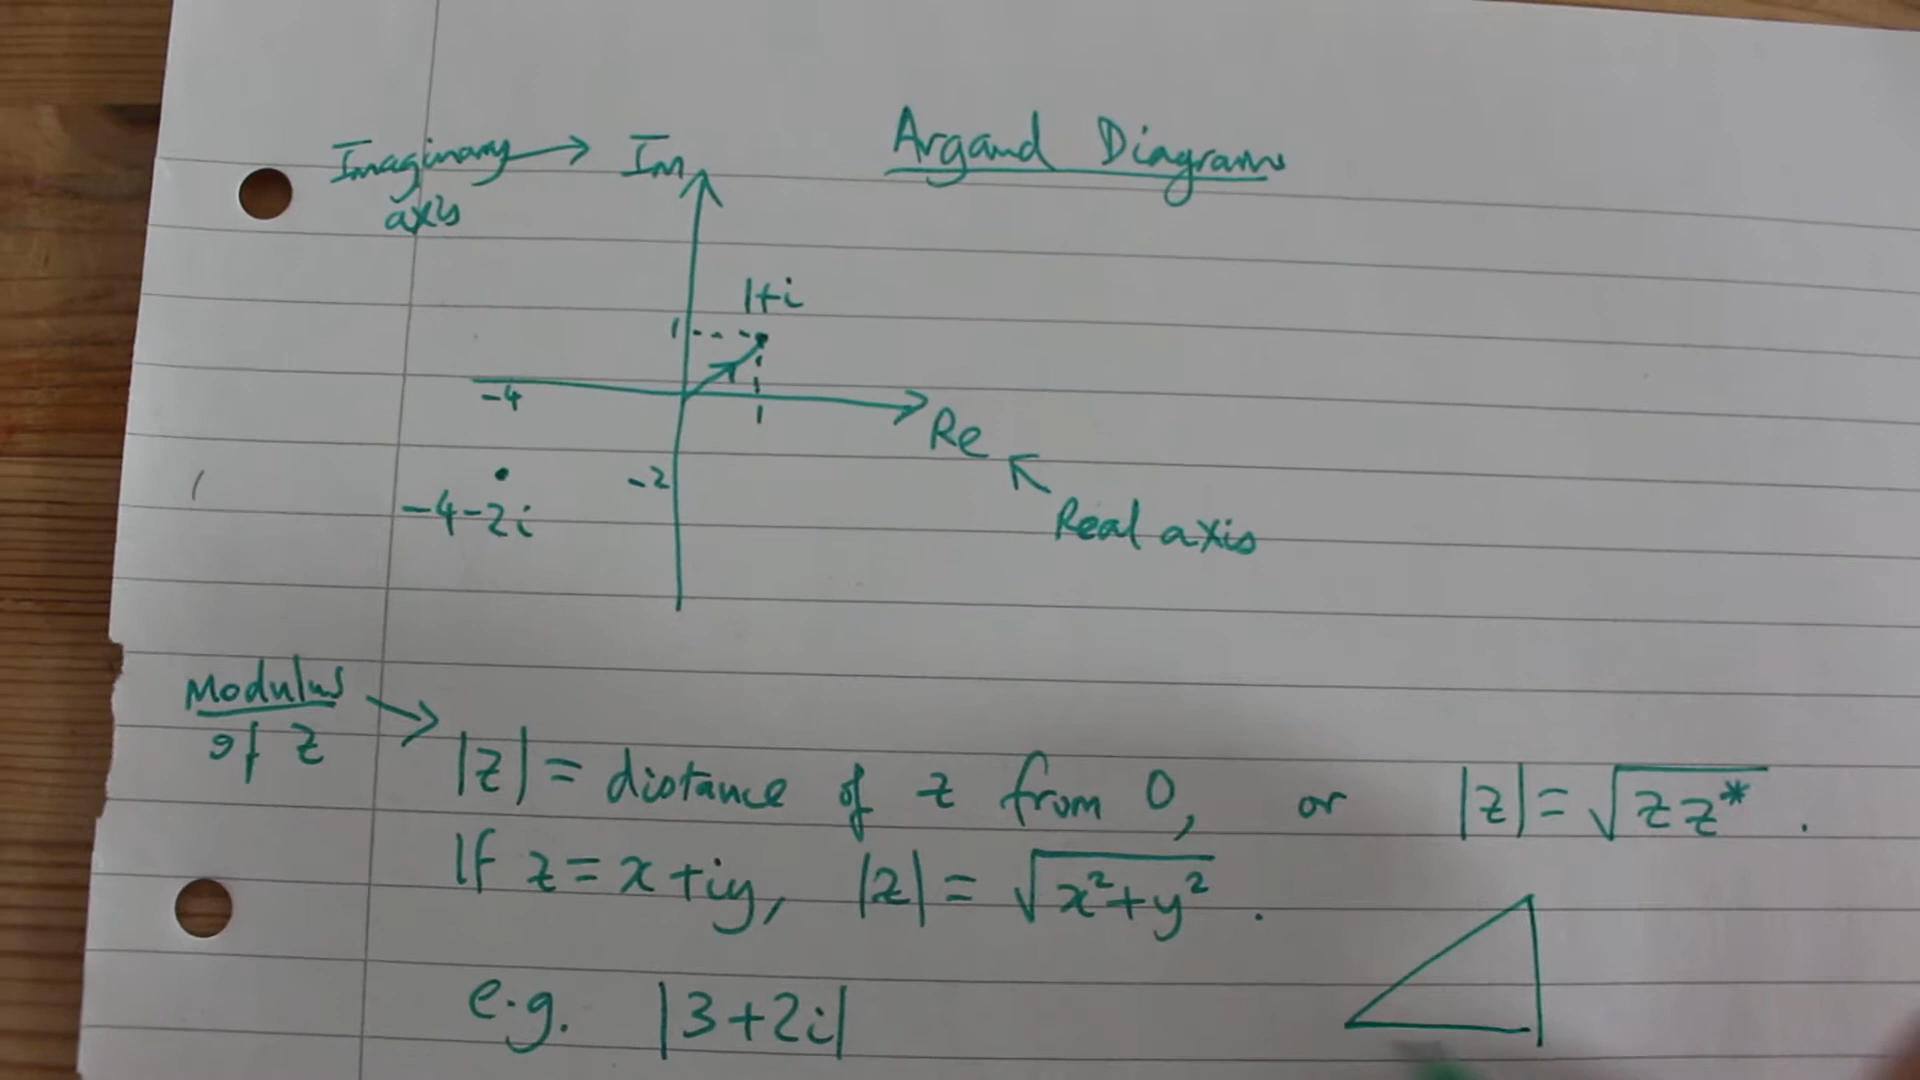 Argand Diagrams
Imaginary axis → Im
1+i
1
-4
1
Re
-2
-4-2i
Real axis
Modulus of z
|z| = distance of z from 0, or |z| = √zz* .
If z = x+iy, |z| = √x²+y² .
e.g. |3+2i|